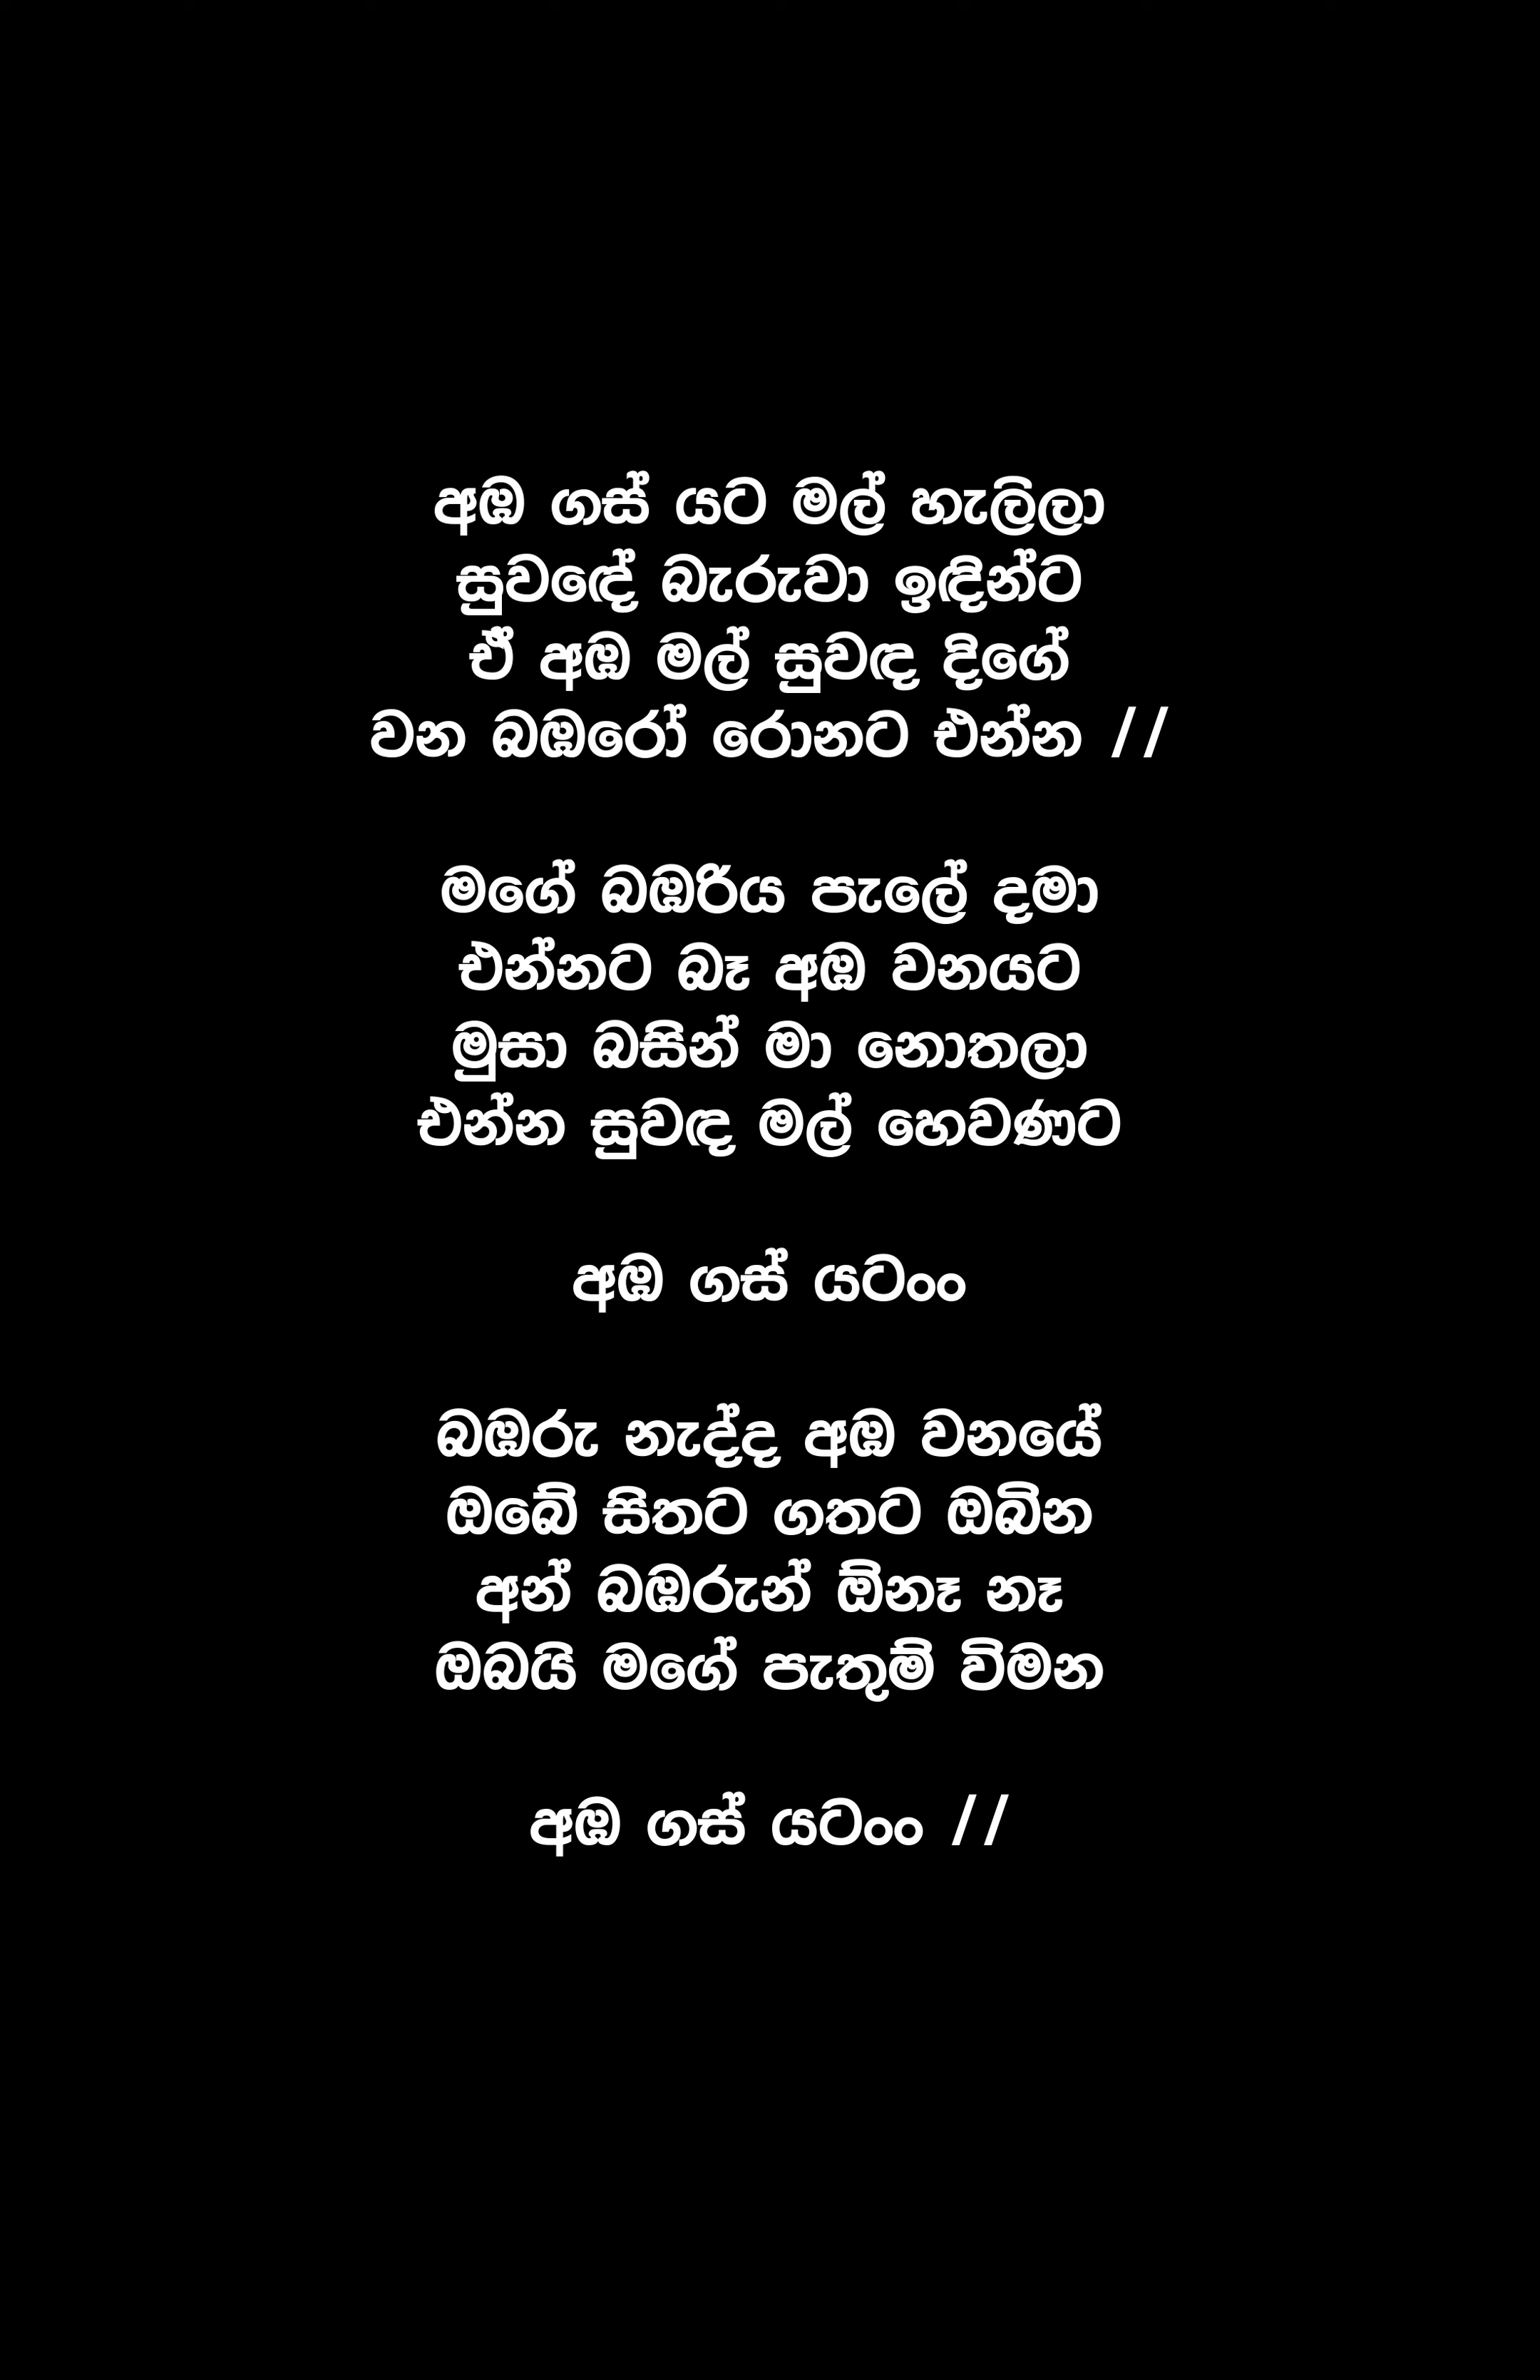 අඹ ගස් යට මල් හැලිලා
සුවඳේ බැරුවා ඉඳින්ට
ඒ අඹ මල් සුවඳ දිගේ
වන බඹරෝ රොනට එන්න //
මගේ බඹරිය පැලේ දමා
එන්නට බෑ අඹ වනයට
මුසා බසින් මා නොතලා
එන්න සුවඳ මල් හෙවණට
අඹ ගස් යටංං
බඹරු නැද්ද අඹ වනයේ
ඔබේ සිතට ගතට ඔබින
අන් බඹරුන් ඕනෑ නෑ
ඔබයි මගේ පැතුම් විමන
අඹ ගස් යටංං //